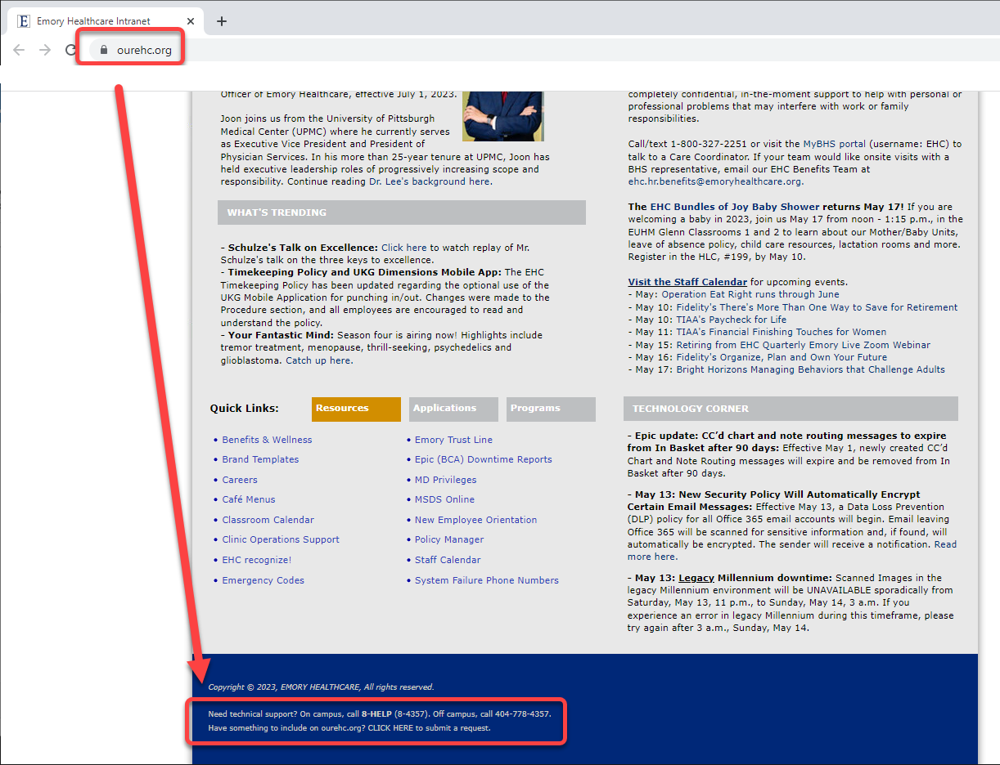 Emory Healthcare Intranet
ourehc.org
Officer of Emory Healthcare, effective July 1, 2023.
Joon joins us from the University of Pittsburgh
Medical Center (UPMC) where he currently serves
as Executive Vice President and President of
Physician Services. In his more than 25-year tenure at UPMC, Joon has
held executive leadership roles of progressively increasing scope and
responsibility. Continue reading Dr. Lee's background here.
WHAT'S TRENDING
- Schulze's Talk on Excellence: Click here to watch replay of Mr.
Schulze's talk on the three keys to excellence.
- Timekeeping Policy and UKG Dimensions Mobile App: The EHC
Timekeeping Policy has been updated regarding the optional use of the
UKG Mobile Application for punching in/out. Changes were made to the
Procedure section, and all employees are encouraged to read and
understand the policy.
- Your Fantastic Mind: Season four is airing now! Highlights include
tremor treatment, menopause, thrill-seeking, psychedelics and
glioblastoma. Catch up here.
completely confidential, in-the-moment support to help with personal or
professional problems that may interfere with work or family
responsibilities.
Call/text 1-800-327-2251 or visit the MyBHS portal (username: EHC) to
talk to a Care Coordinator. If your team would like onsite visits with a
BHS representative, email our EHC Benefits Team at
ehc.hr.benefits@emoryhealthcare.org.
The EHC Bundles of Joy Baby Shower returns May 17! If you are
welcoming a baby in 2023, join us May 17 from noon - 1:15 p.m., in the
EUHM Glenn Classrooms 1 and 2 to learn about our Mother/Baby Units,
leave of absence policy, child care resources, lactation rooms and more.
Register in the HLC, #199, by May 10.
Visit the Staff Calendar for upcoming events.
- May: Operation Eat Right runs through June
- May 10: Fidelity's There's More Than One Way to Save for Retirement
- May 10: TIAA's Paycheck for Life
- May 11: TIAA's Financial Finishing Touches for Women
- May 15: Retiring from EHC Quarterly Emory Live Zoom Webinar
- May 16: Fidelity's Organize, Plan and Own Your Future
- May 17: Bright Horizons Managing Behaviors that Challenge Adults
Quick Links: Resources Applications Programs
• Benefits & Wellness
• Brand Templates
• Careers
• Café Menus
• Classroom Calendar
• Clinic Operations Support
• EHC recognize!
• Emergency Codes
• Emory Trust Line
• Epic (BCA) Downtime Reports
• MD Privileges
• MSDS Online
• New Employee Orientation
• Policy Manager
• Staff Calendar
• System Failure Phone Numbers
TECHNOLOGY CORNER
- Epic update: CC’d chart and note routing messages to expire
from In Basket after 90 days: Effective May 1, newly created CC’d
Chart and Note Routing messages will expire and be removed from In
Basket after 90 days.
- May 13: New Security Policy Will Automatically Encrypt
Certain Email Messages: Effective May 13, a Data Loss Prevention
(DLP) policy for all Office 365 email accounts will begin. Email leaving
Office 365 will be scanned for sensitive information and, if found, will
automatically be encrypted. The sender will receive a notification. Read
more here.
- May 13: Legacy Millennium downtime: Scanned Images in the
legacy Millennium environment will be UNAVAILABLE sporadically from
Saturday, May 13, 11 p.m., to Sunday, May 14, 3 a.m. If you
experience an error in legacy Millennium during this timeframe, please
try again after 3 a.m., Sunday, May 14.
Copyright © 2023, EMORY HEALTHCARE, All rights reserved.
Need technical support? On campus, call 8-HELP (8-4357). Off campus, call 404-778-4357.
Have something to include on ourehc.org? CLICK HERE to submit a request.